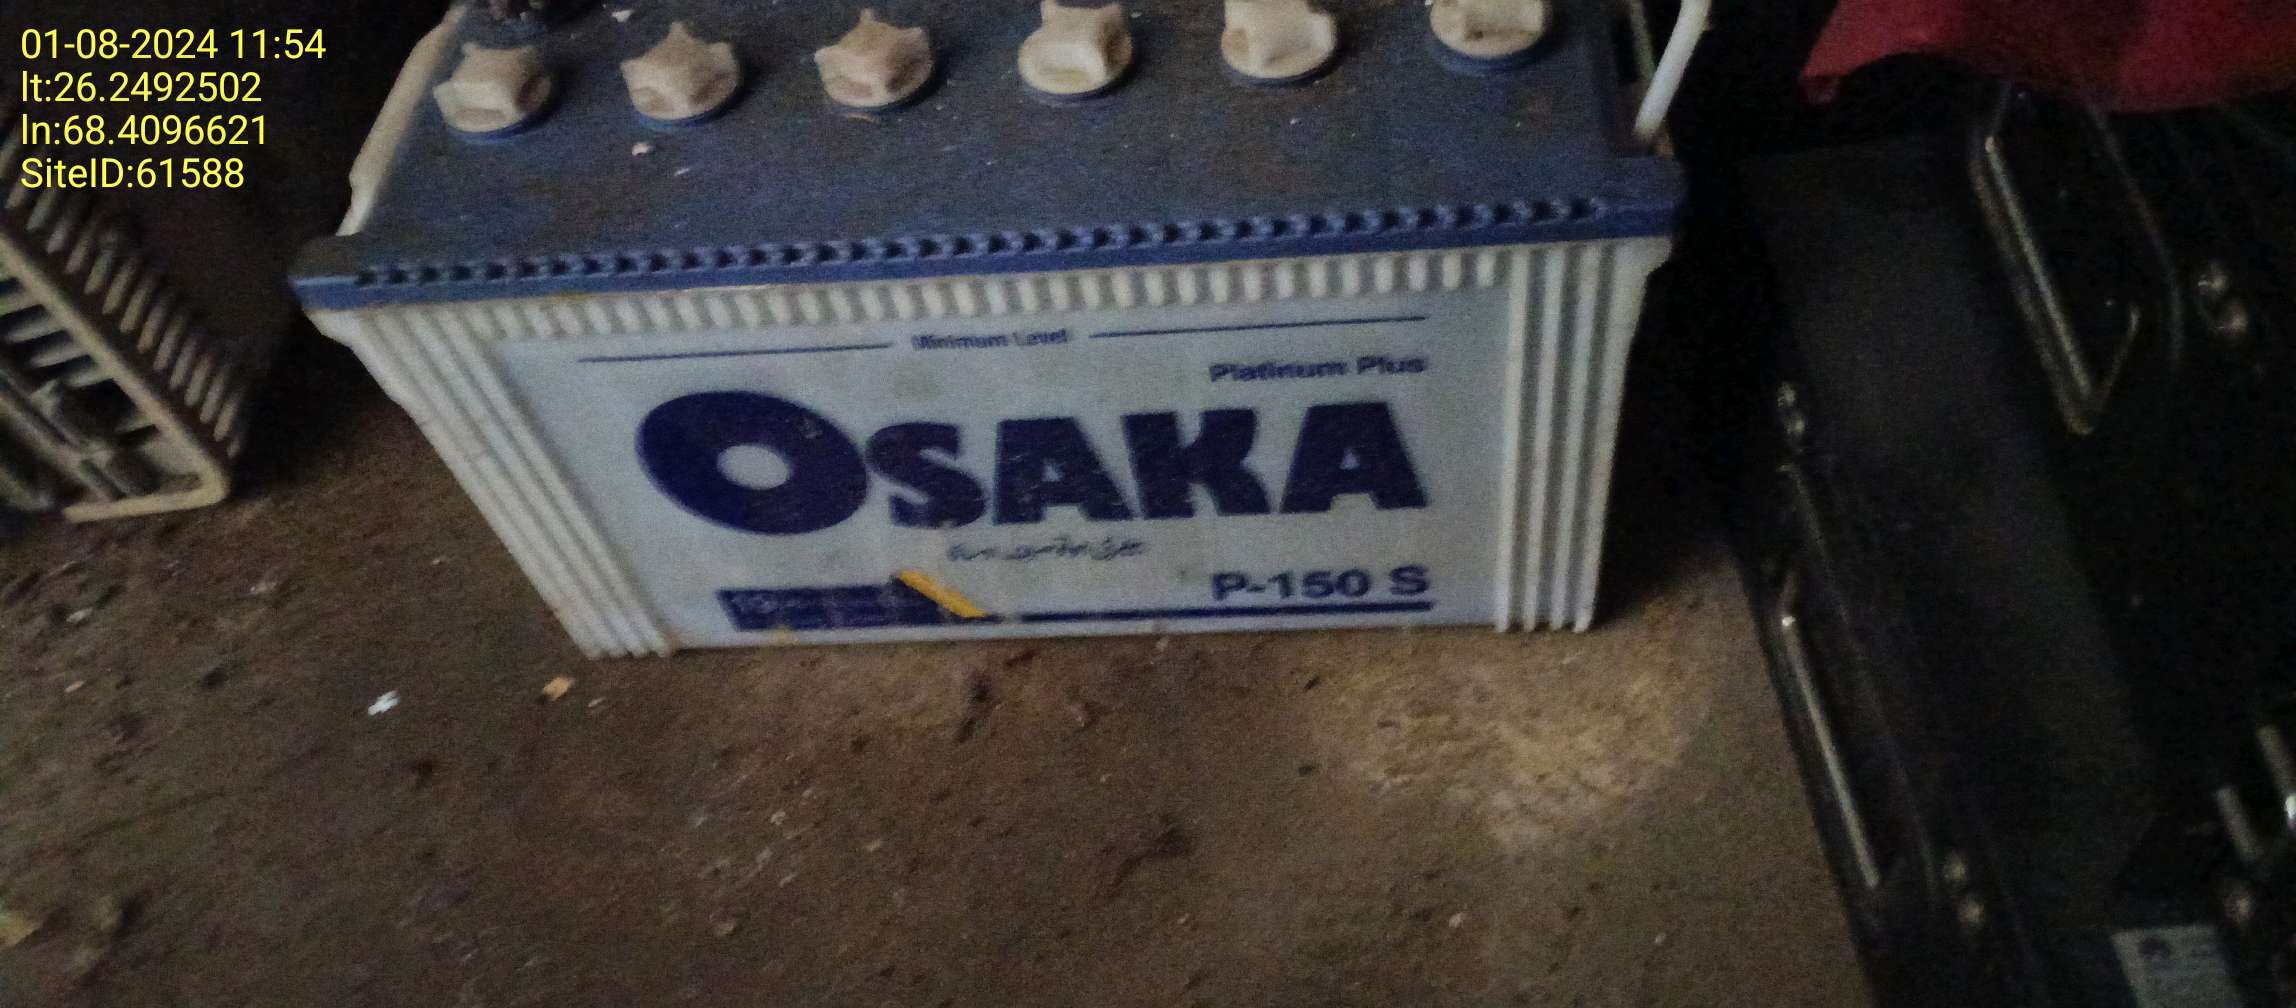 01-08-2024 11:54
lt:26.2492502
ln:68.4096621
SiteID:61588
Minimum Level
Platinum Plus
OSAKA
P-150 S